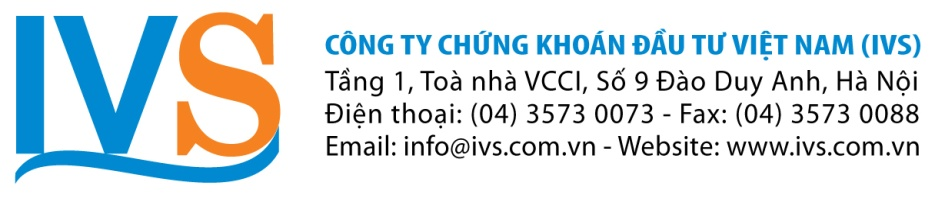 IVS
CÔNG TY CHỨNG KHOÁN ĐẦU TƯ VIỆT NAM (IVS)
Tầng 1, Toà nhà VCCI, Số 9 Đào Duy Anh, Hà Nội
Điện thoại: (04) 3573 0073 - Fax: (04) 3573 0088
Email: info@ivs.com.vn - Website: www.ivs.com.vn